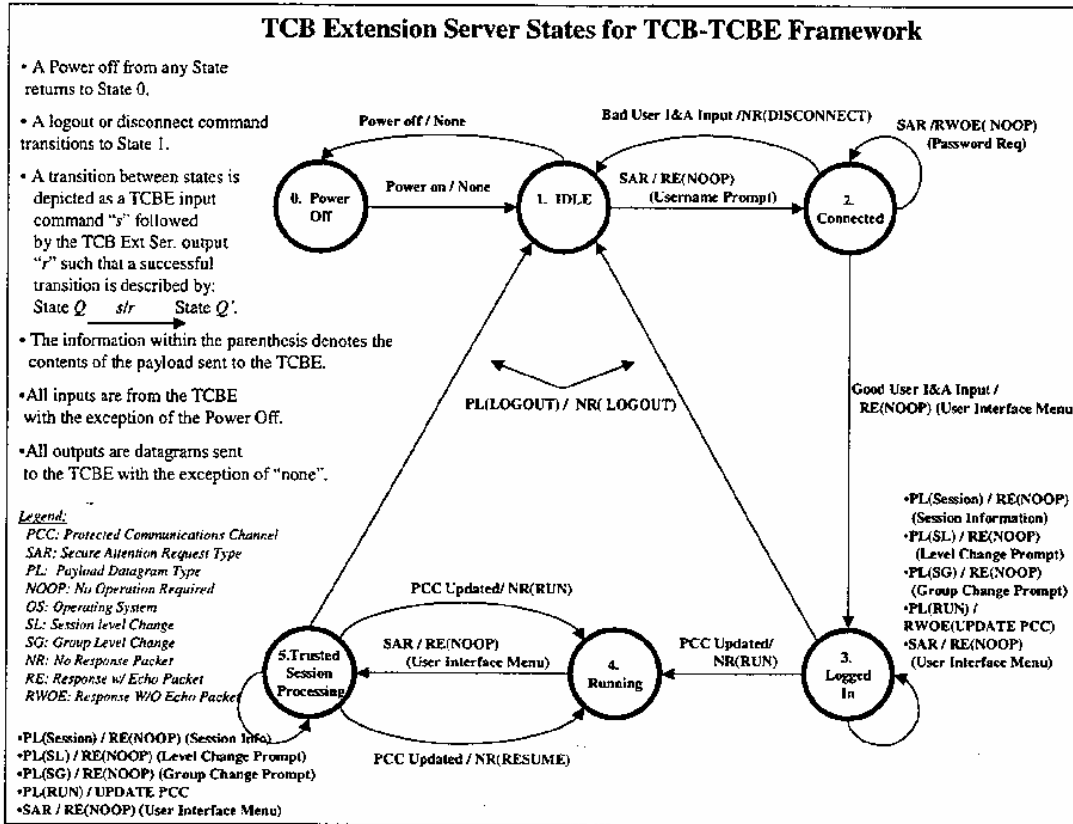 TCB Extension Server States for TCB-TCBE Framework
• A Power off from any State
returns to State 0.
• A logout or disconnect command
transitions to State 1.
• A transition between states is
depicted as a TCBE input
command “s” followed
by the TCB Ext Ser. output
“r” such that a successful
transition is described by:
State Q s/r State Q'.
• The information within the parenthesis denotes the
contents of the payload sent to the TCBE.
•All inputs are from the TCBE
with the exception of the Power Off.
•All outputs are datagrams sent
to the TCBE with the exception of “none”.
Legend:
PCC: Protected Communications Channel
SAR: Secure Attention Request Type
PL: Payload Datagram Type
NOOP: No Operation Required
OS: Operating System
SL: Session level Change
SG: Group Level Change
NR: No Response Packet
RE: Response w/ Echo Packet
RWOE: Response W/O Echo Packet
Power off / None
Power on / None
0. Power
Off
1. IDLE
Bad User I&A Input /NR(DISCONNECT)
SAR / RE(NOOP)
(Username Prompt)
SAR /RWOE( NOOP)
(Password Req)
2.
Connected
PL(LOGOUT) / NR( LOGOUT)
Good User I&A Input /
RE(NOOP) (User Interface Menu
•PL(Session) / RE(NOOP)
(Session Information)
•PL(SL) / RE(NOOP)
(Level Change Prompt)
•PL(SG) / RE(NOOP)
(Group Change Prompt)
•PL(RUN) /
RWOE(UPDATE PCC)
•SAR / RE(NOOP)
(User Interface Menu)
PCC Updated/ NR(RUN)
SAR / RE(NOOP)
(User Interface Menu)
PCC Updated/
NR(RUN)
5.Trusted
Session
Processing
4.
Running
3.
Logged
In
PCC Updated / NR(RESUME)
•PL(Session) / RE(NOOP) (Session Info)
•PL(SL) / RE(NOOP) (Level Change Prompt)
•PL(SG) / RE(NOOP) (Group Change Prompt)
•PL(RUN) / UPDATE PCC
•SAR / RE(NOOP) (User Interface Menu)